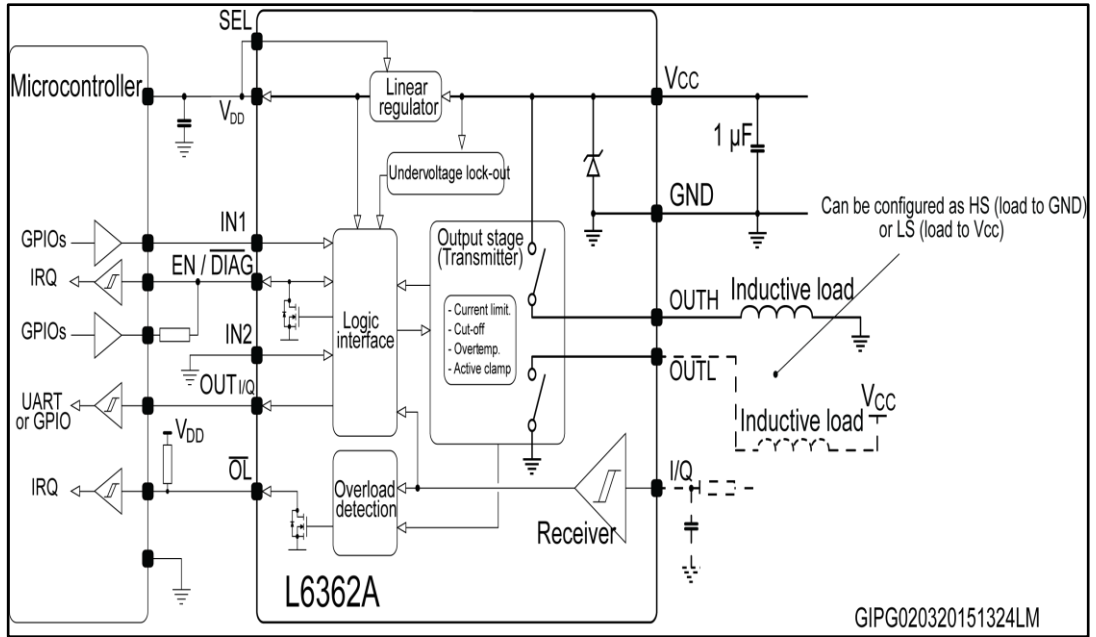 SEL
Microcontroller
VDD
Linear
regulator
VCC
1 µF
Undervoltage lock-out
GND
Can be configured as HS (load to GND)
or LS (load to Vcc)
GPIOs
IN1
Output stage
(Transmitter)
IRQ
EN / DIAG
- Current limit.
- Cut-off
- Overtemp.
- Active clamp
OUTH
Inductive load
GPIOs
Logic
interface
IN2
OUTL
OUT I/Q
UART
or GPIO
VCC
Inductive load
VDD
OL
I/Q
IRQ
Overload
detection
Receiver
L6362A
GIPG020320151324LM